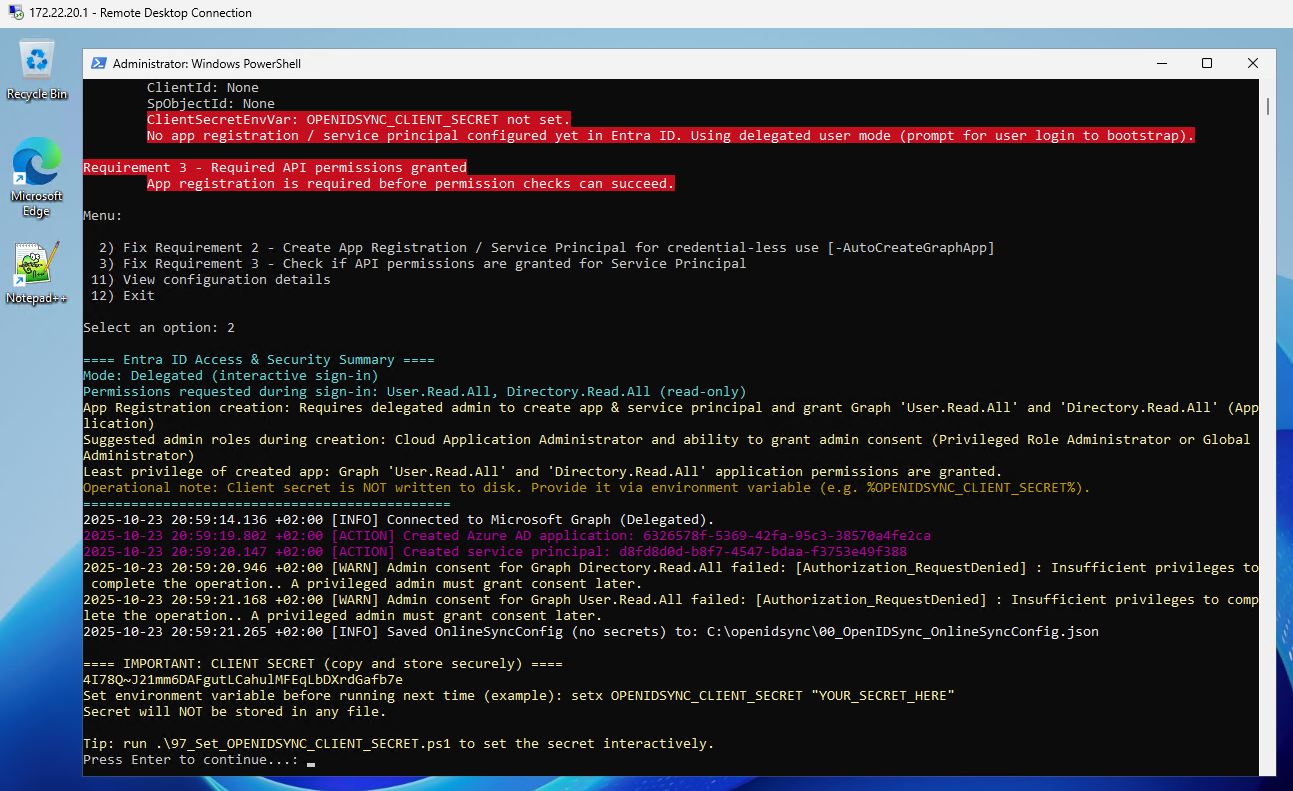 172.22.20.1 - Remote Desktop Connection
Recycle Bin
Microsoft
Edge
Notepad++
Administrator: Windows PowerShell
ClientId: None
SpObjectId: None
ClientSecretEnvVar: OPENIDSYNC_CLIENT_SECRET not set.
No app registration / service principal configured yet in Entra ID. Using delegated user mode (prompt for user login to bootstrap).
Requirement 3 - Required API permissions granted
App registration is required before permission checks can succeed.
Menu:
2) Fix Requirement 2 - Create App Registration / Service Principal for credential-less use [-AutoCreateGraphApp]
3) Fix Requirement 3 - Check if API permissions are granted for Service Principal
11) View configuration details
12) Exit
Select an option: 2
==== Entra ID Access & Security Summary ====
Mode: Delegated (interactive sign-in)
Permissions requested during sign-in: User.Read.All, Directory.Read.All (read-only)
App Registration creation: Requires delegated admin to create app & service principal and grant Graph 'User.Read.All' and 'Directory.Read.All' (App
lication)
Suggested admin roles during creation: Cloud Application Administrator and ability to grant admin consent (Privileged Role Administrator or Global
Administrator)
Least privilege of created app: Graph 'User.Read.All' and 'Directory.Read.All' application permissions are granted.
Operational note: Client secret is NOT written to disk. Provide it via environment variable (e.g. %OPENIDSYNC_CLIENT_SECRET%).
==============================================
2025-10-23 20:59:14.136 +02:00 [INFO] Connected to Microsoft Graph (Delegated).
2025-10-23 20:59:19.802 +02:00 [ACTION] Created Azure AD application: 6326578f-5369-42fa-95c3-38570a4fe2ca
2025-10-23 20:59:20.147 +02:00 [ACTION] Created service principal: d8fd8d0d-b8f7-4547-bdaa-f3753e49f388
2025-10-23 20:59:20.946 +02:00 [WARN] Admin consent for Graph Directory.Read.All failed: [Authorization_RequestDenied] : Insufficient privileges to
complete the operation.. A privileged admin must grant consent later.
2025-10-23 20:59:21.168 +02:00 [WARN] Admin consent for Graph User.Read.All failed: [Authorization_RequestDenied] : Insufficient privileges to comp
lete the operation.. A privileged admin must grant consent later.
2025-10-23 20:59:21.265 +02:00 [INFO] Saved OnlineSyncConfig (no secrets) to: C:\openidsync\00_OpenIDSync_OnlineSyncConfig.json
==== IMPORTANT: CLIENT SECRET (copy and store securely) ====
4I78Q~J21mm6DAFgutLCahulMFEqLbDXrdGafb7e
Set environment variable before running next time (example): setx OPENIDSYNC_CLIENT_SECRET "YOUR_SECRET_HERE"
Secret will NOT be stored in any file.
Tip: run .\97_Set_OPENIDSYNC_CLIENT_SECRET.ps1 to set the secret interactively.
Press Enter to continue...: _